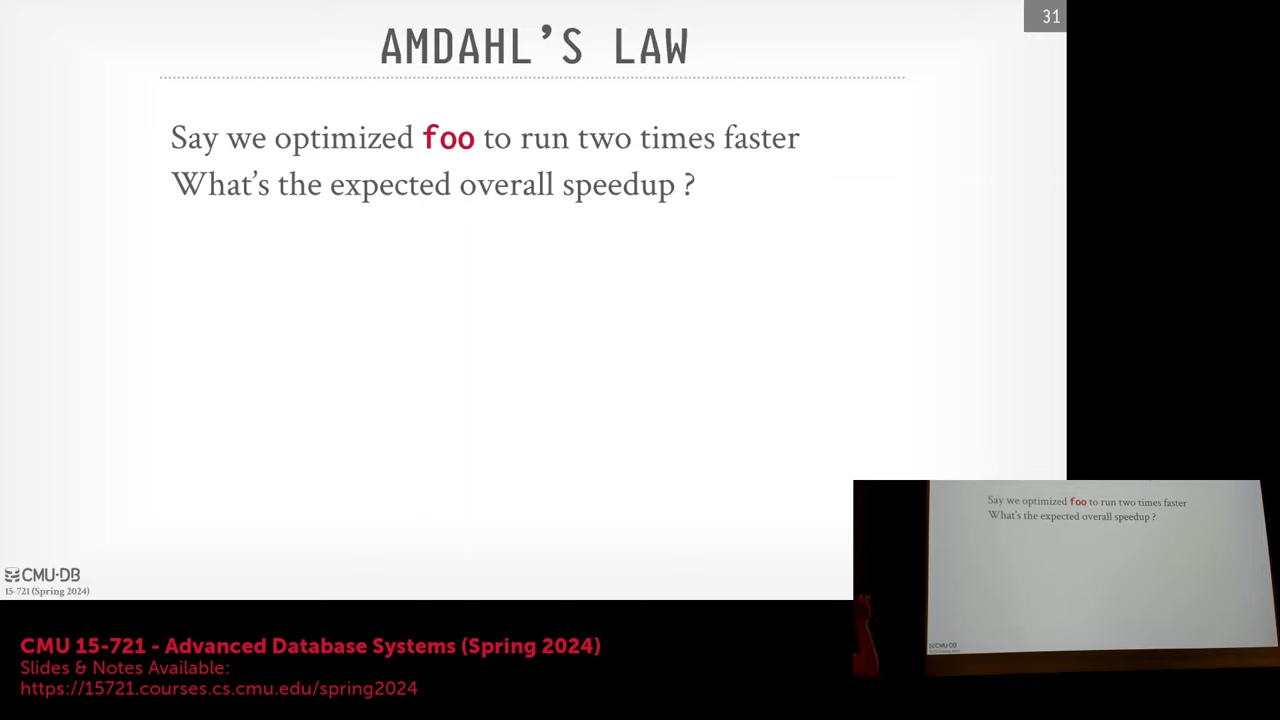 31
AMDAHL'S LAW
Say we optimized foo to run two times faster
What's the expected overall speedup ?
CMU·DB
15-721 (Spring 2024)
Say we optimized foo to run two times faster
What's the expected overall speedup ?
CMU·DB
CMU 15-721 - Advanced Database Systems (Spring 2024)
Slides & Notes Available:
https://15721.courses.cs.cmu.edu/spring2024